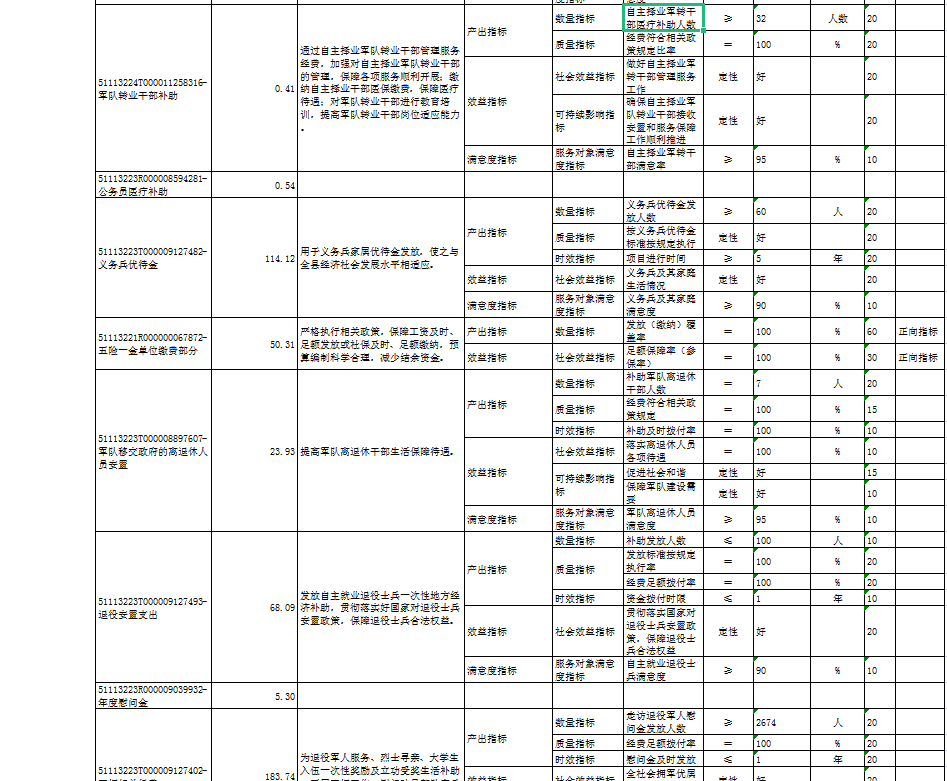 自主择业军转干
部医疗补助人数
产出指标 数量指标 ≥ 32 人数 20
质量指标 经费符合相关政
策规定比率 = 100 % 20
51113224T000011258316-
军队转业干部补助
0.41
通过自主择业军队转业干部管理服务
经费，加强对自主择业军队转业干部
的管理，保障各项服务顺利开展；缴
纳自主择业军转干部医保缴费，保障医疗
待遇；对军队转业干部进行教育培
训，提高军队转业干部岗位适应能力
。
效益指标 社会效益指标 做好自主择业军
转干部管理服务
工作 定性 好 20
可持续影响指
标 确保自主择业军
队转业干部接收
安置和服务保障
工作顺利推进 定性 好 20
满意度指标 服务对象满意
度指标 自主择业军转干
部满意率 ≥ 95 % 10
51113223R000008594281-
公务员医疗补助 0.54
51113223T000009127482-
义务兵优待金 114.12
用于义务兵家属优待金发放，使之与
全县经济社会发展水平相适应。
产出指标 数量指标 义务兵优待金发
放人数 ≥ 60 人 20
质量指标 按义务兵优待金
标准按规定执行 定性 好 20
时效指标 项目进行时间 ≥ 5 年 20
效益指标 社会效益指标 义务兵及其家庭
生活情况 定性 好 20
满意度指标 服务对象满意
度指标 义务兵及其家庭
满意度 ≥ 90 % 10
51113221R000000067872-
五险一金单位缴费部分 50.31
严格执行相关政策，保障工资及时、
足额发放或社保及时、足额缴纳，预
算编制科学合理，减少结余资金。
产出指标 数量指标 发放（缴纳）覆
盖率 = 100 % 60 正向指标
效益指标 社会效益指标 足额保障率（参
保率） = 100 % 30 正向指标
51113223T000008897607-
军队移交政府的离退休人
员安置 23.93 提高军队离退休干部生活保障待遇。
产出指标 数量指标 补助军队离退休
干部人数 = 7 人 20
质量指标 经费符合相关政
策规定 = 100 % 15
时效指标 补助及时拨付率 = 100 % 10
效益指标 社会效益指标 落实离退休人员
各项待遇 = 100 % 10
可持续影响指
标 促进社会和谐 定性 好 15
保障军队建设需
要 定性 好 10
满意度指标 服务对象满意
度指标 军队离退休人员
满意度 ≥ 95 % 10
51113223T000009127493-
退役安置支出 68.09
发放自主就业退役士兵一次性地方经
济补助，贯彻落实好国家对退役士兵
安置政策，保障退役士兵合法权益。
产出指标 数量指标 补助发放人数 ≤ 100 人 10
质量指标 发放标准按规定
执行率 = 100 % 20
经费足额拨付率 = 100 % 20
时效指标 资金拨付时限 ≤ 1 年 10
效益指标 社会效益指标 贯彻落实国家对
退役士兵安置政
策，保障退役士
兵合法权益 定性 好 20
满意度指标 服务对象满意
度指标 自主就业退役士
兵满意度 ≥ 90 % 10
51113223R000009039932-
年度慰问金 5.30
产出指标 数量指标 走访退役军人慰
问金发放人数 ≥ 2674 人 20
质量指标 经费足额拨付率 = 100 % 20
时效指标 慰问金及时发放 ≤ 1 年 20
51113223T000009127402-
183.74
为退役军人服务、烈士寻亲、大学生
入伍一次性奖励及立功受奖生活补助
全社会拥军优属